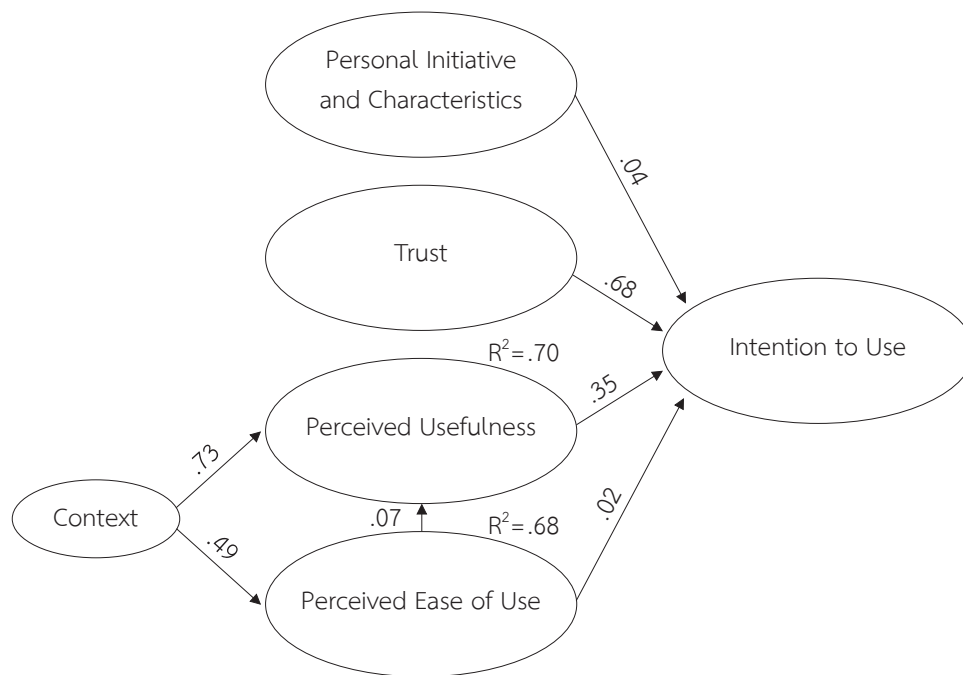 Personal Initiative
and Characteristics
.04
Trust
.68
Intention to Use
R²=.70
.35
Perceived Usefulness
.73
Context
.07
R²=.68
.02
.49
Perceived Ease of Use